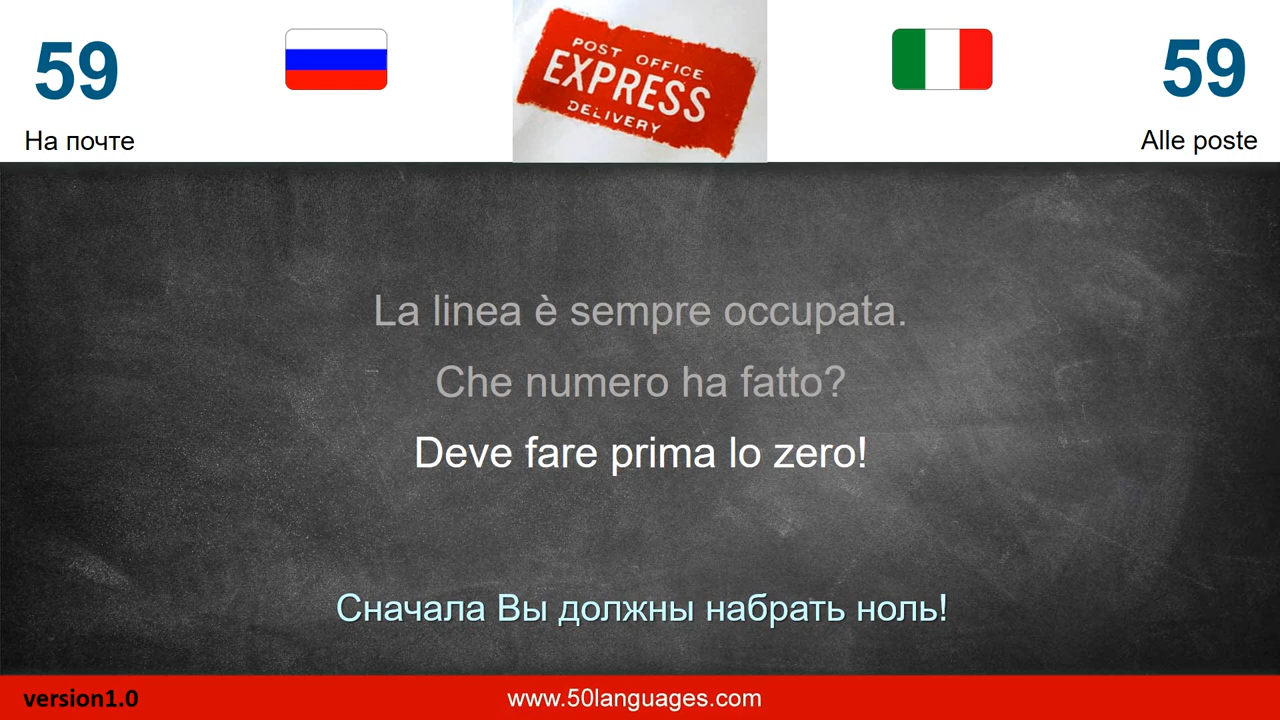 59
На почте
POST OFFICE
EXPRESS
DELIVERY
59
Alle poste
La linea è sempre occupata.
Che numero ha fatto?
Deve fare prima lo zero!
Сначала Вы должны набрать ноль!
version1.0
www.50languages.com